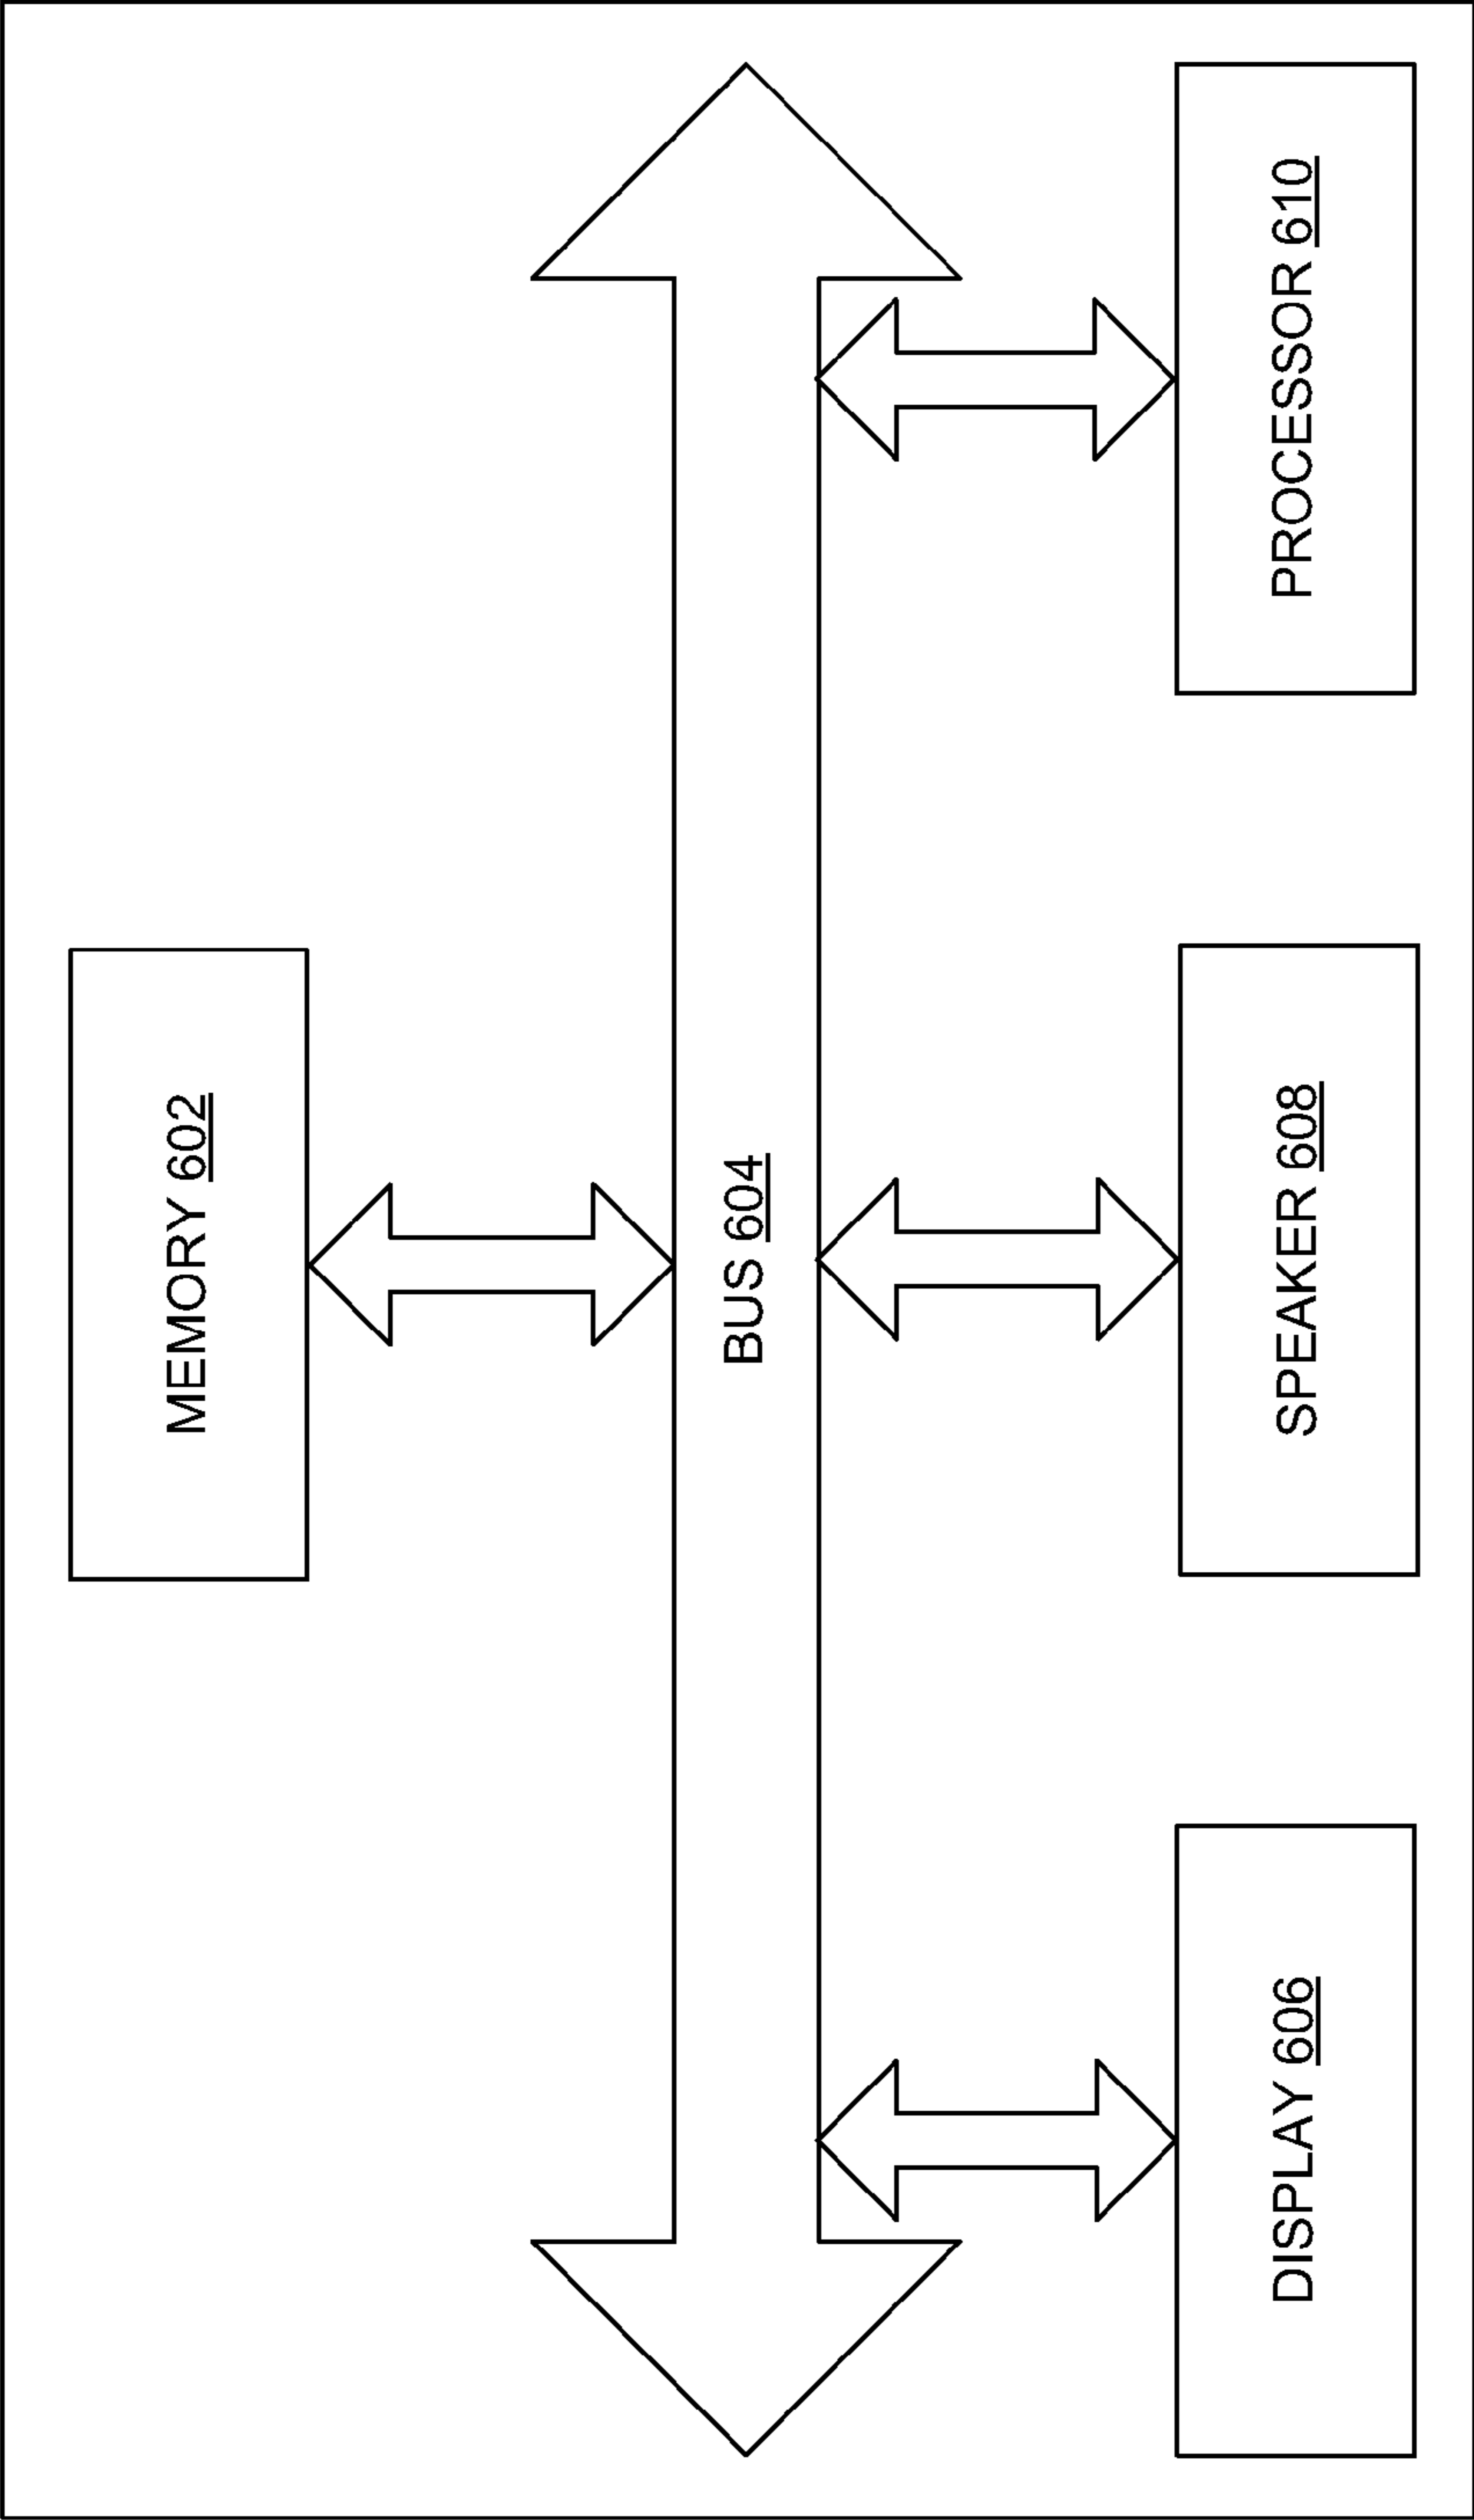 MEMORY 602
BUS 604
DISPLAY 606
SPEAKER 608
PROCESSOR 610